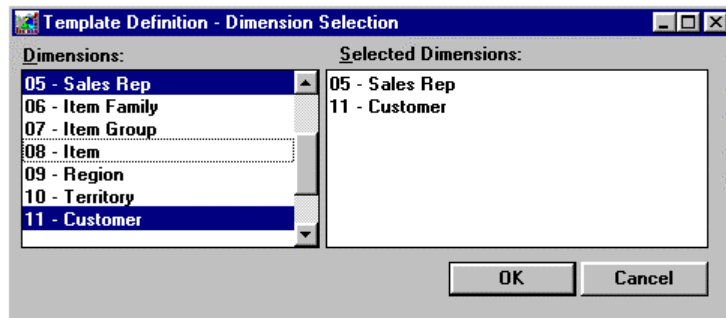 Template Definition - Dimension Selection
Dimensions:
05 - Sales Rep
06 - Item Family
07 - Item Group
08 - Item
09 - Region
10 - Territory
11 - Customer
Selected Dimensions:
05 - Sales Rep
11 - Customer
OK
Cancel